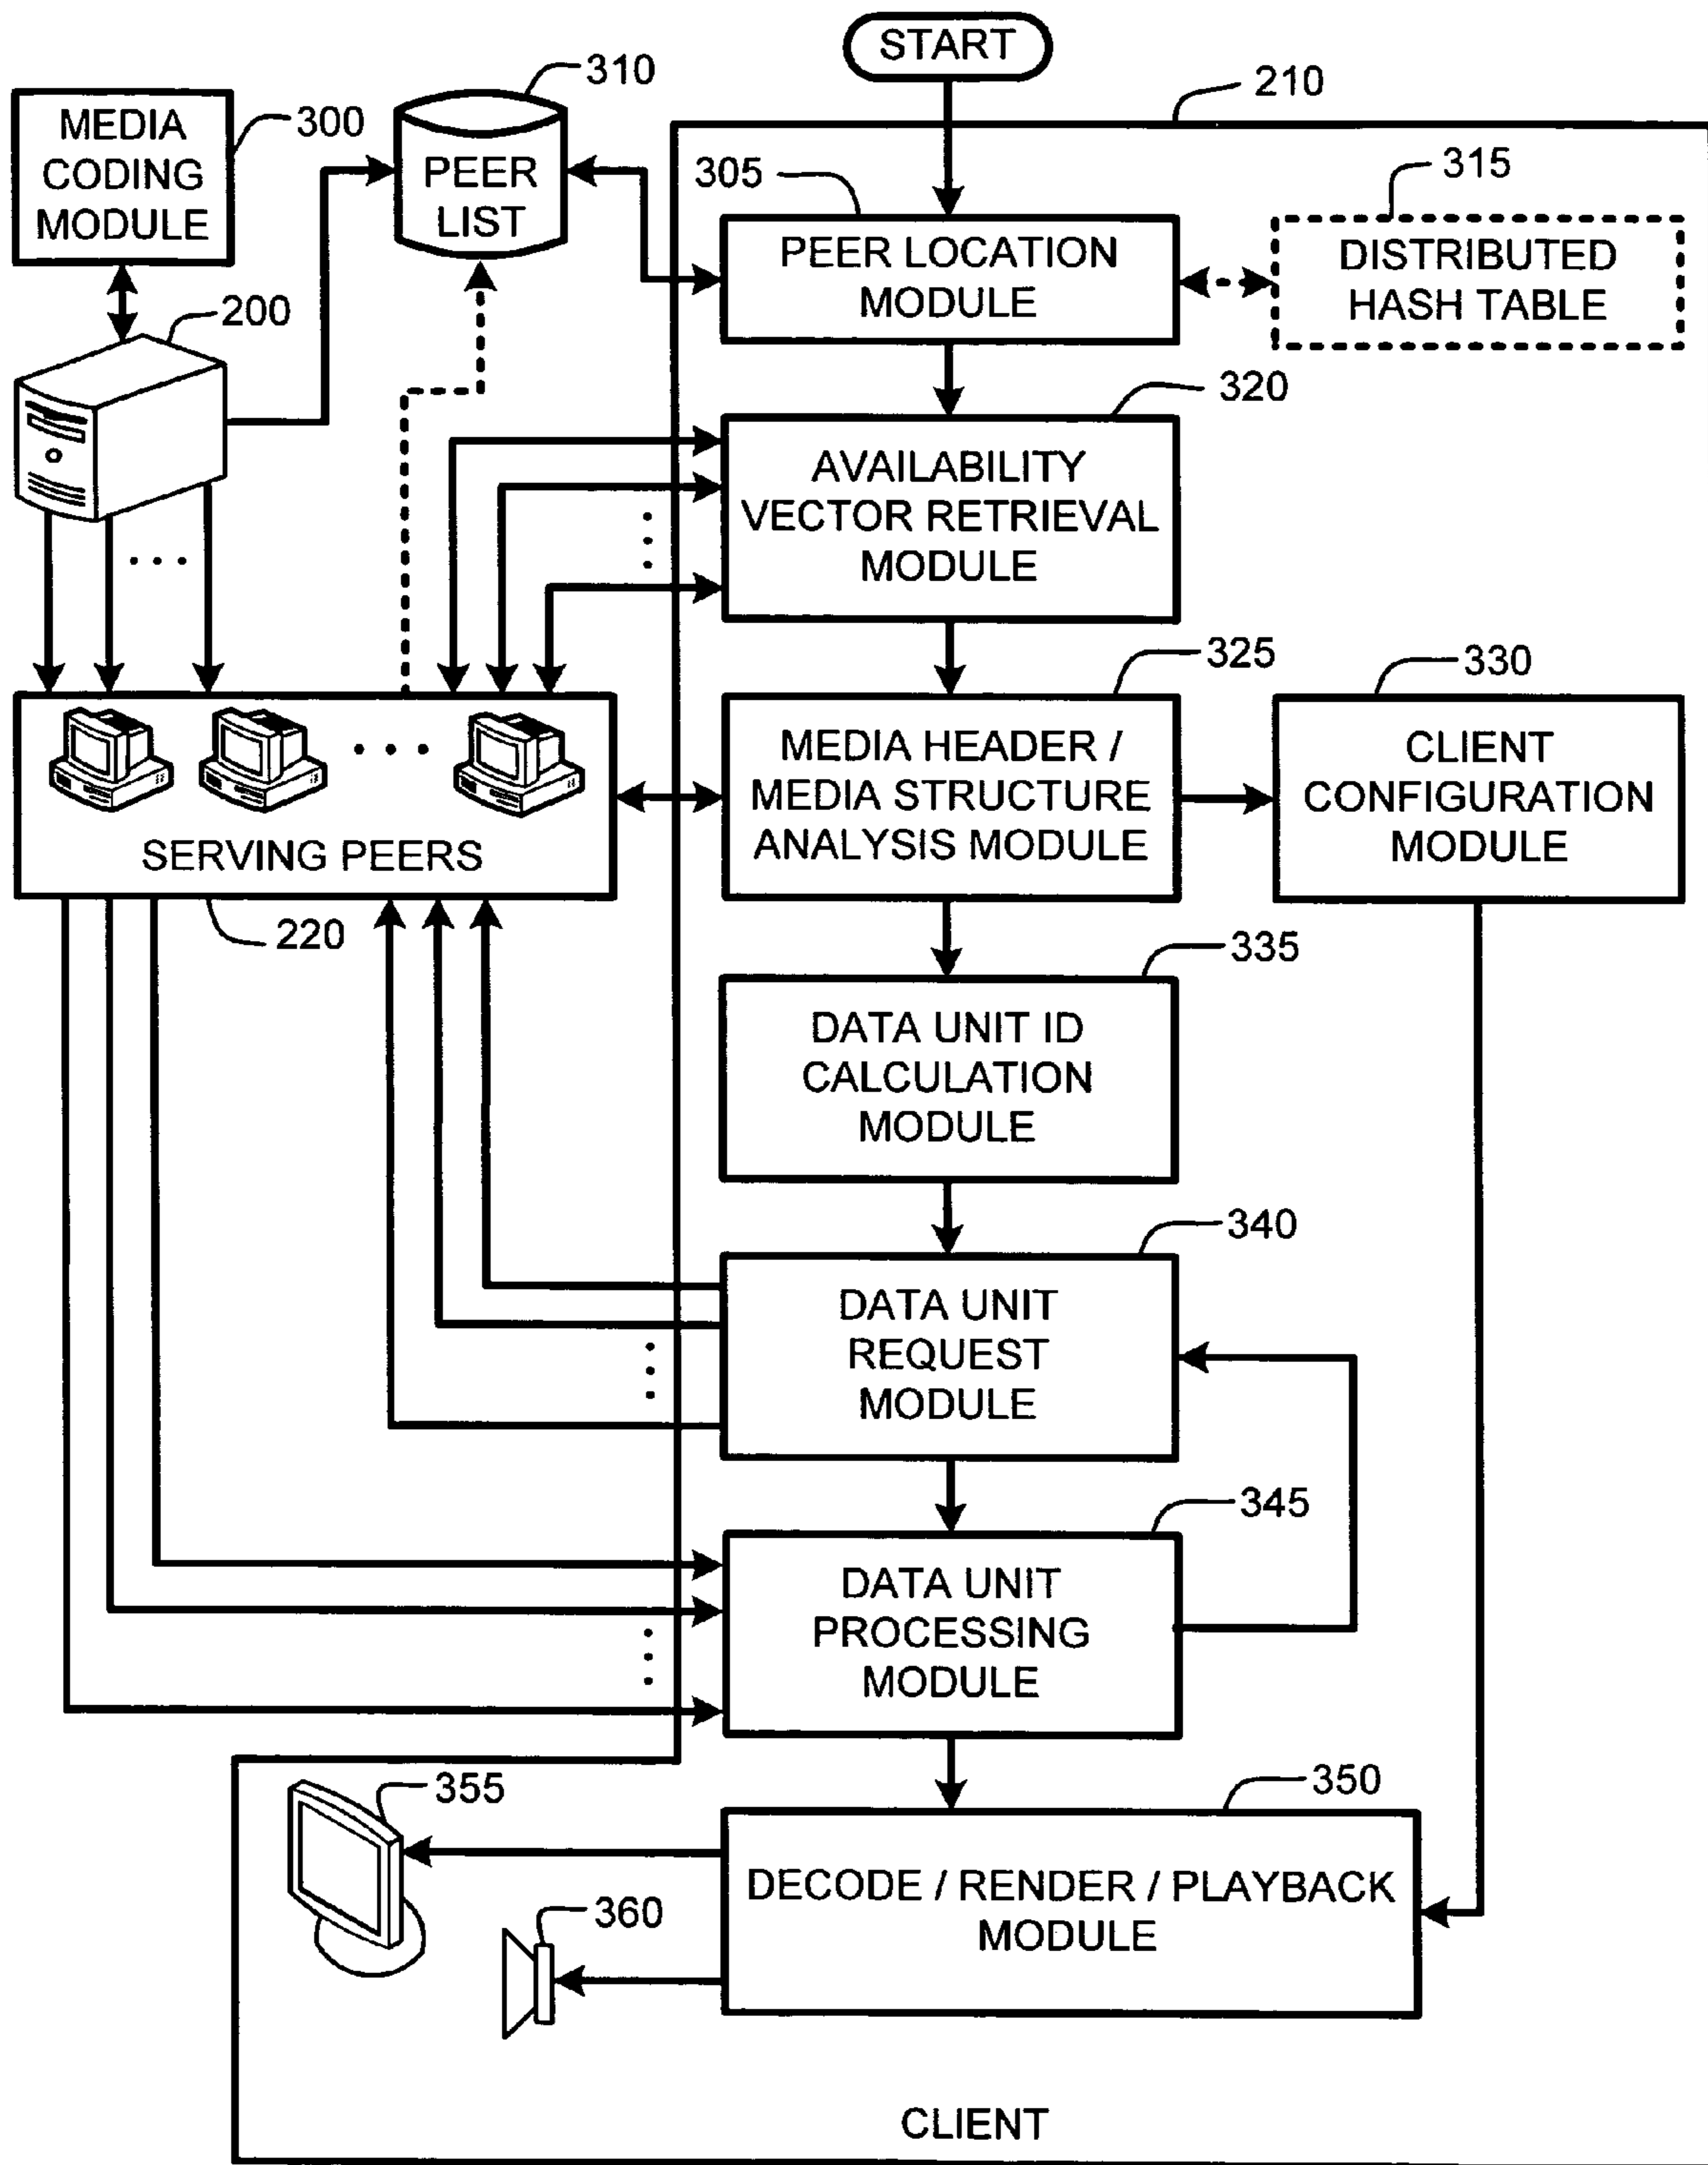 START
310
210
MEDIA
CODING
MODULE
300
PEER
LIST
305
315
PEER LOCATION
MODULE
DISTRIBUTED
HASH TABLE
200
320
AVAILABILITY
VECTOR RETRIEVAL
MODULE
325
330
MEDIA HEADER /
MEDIA STRUCTURE
ANALYSIS MODULE
CLIENT
CONFIGURATION
MODULE
SERVING PEERS
220
335
DATA UNIT ID
CALCULATION
MODULE
340
DATA UNIT
REQUEST
MODULE
345
DATA UNIT
PROCESSING
MODULE
355
350
DECODE / RENDER / PLAYBACK
MODULE
360
CLIENT